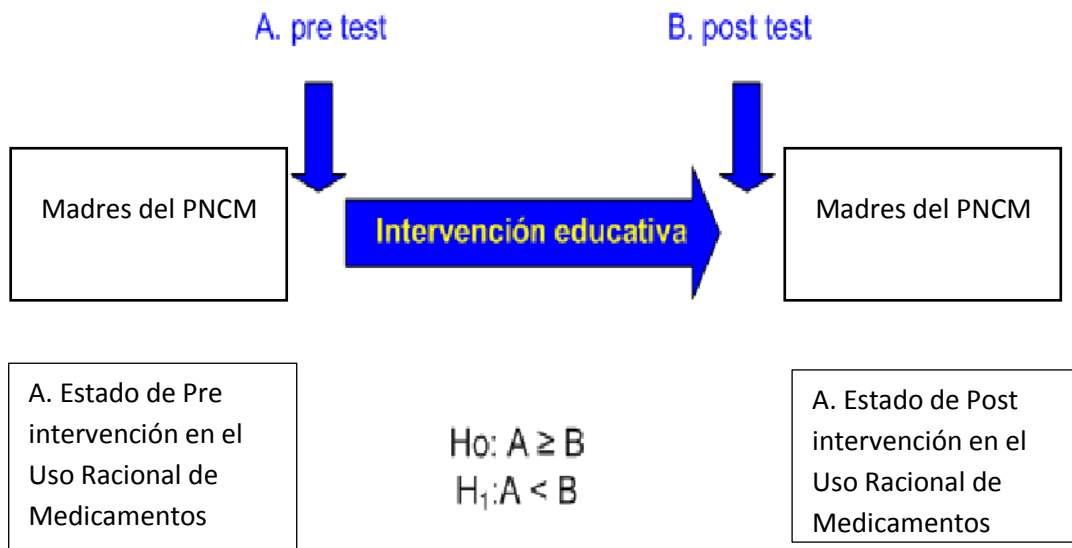 A. pre test
B. post test
Madres del PNCM
Intervención educativa
Madres del PNCM
A. Estado de Pre
intervención en el
Uso Racional de
Medicamentos
Ho: A ≥ B
H₁:A < B
A. Estado de Post
intervención en el
Uso Racional de
Medicamentos